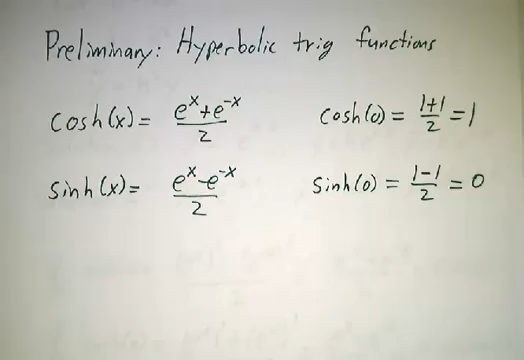 Preliminary: Hyperbolic trig functions
cosh(x) = (e^x + e^-x)/2    cosh(0) = (1+1)/2 = 1
sinh(x) = (e^x - e^-x)/2    sinh(0) = (1-1)/2 = 0